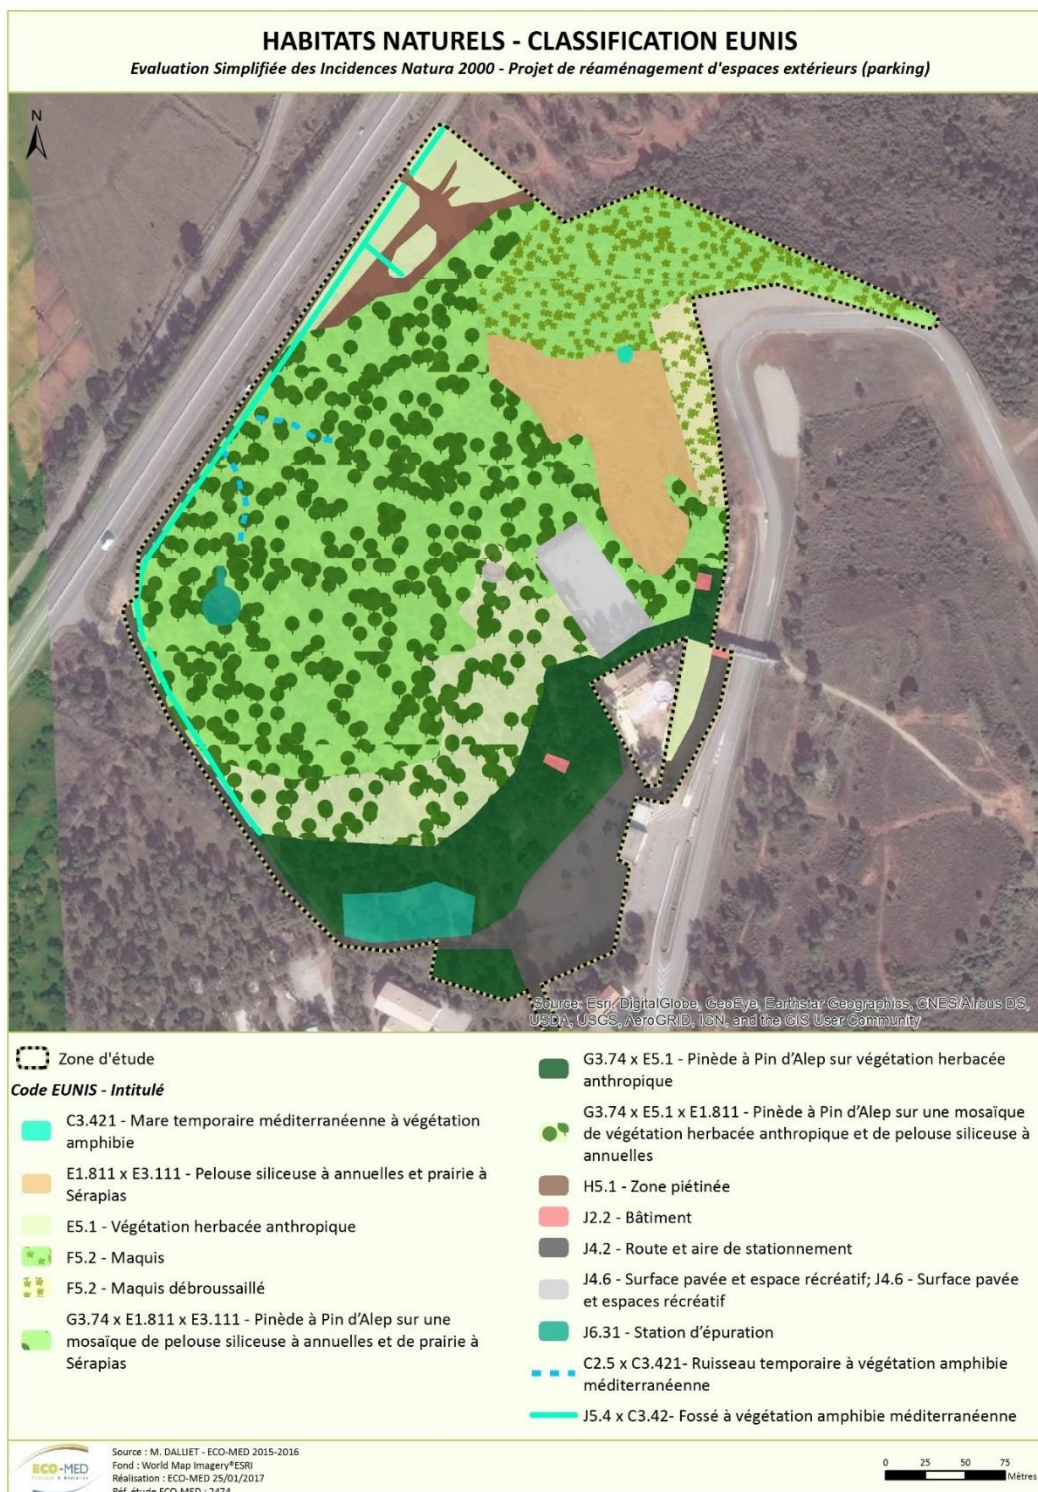 HABITATS NATURELS - CLASSIFICATION EUNIS
Evaluation Simplifiée des Incidences Natura 2000 - Projet de réaménagement d'espaces extérieurs (parking)
N
Source: Esri, DigitalGlobe, GeoEye, Earthstar Geographics, CNES/Airbus DS,
USDA, USGS, AeroGRID, IGN, and the GIS User Community
Zone d'étude
Code EUNIS - Intitulé
C3.421 - Mare temporaire méditerranéenne à végétation
amphibie
E1.811 x E3.111 - Pelouse siliceuse à annuelles et prairie à
Sérapias
E5.1 - Végétation herbacée anthropique
F5.2 - Maquis
F5.2 - Maquis débroussaillé
G3.74 x E1.811 x E3.111 - Pinède à Pin d'Alep sur une
mosaïque de pelouse siliceuse à annuelles et de prairie à
Sérapias
G3.74 x E5.1 - Pinède à Pin d'Alep sur végétation herbacée
anthropique
G3.74 x E5.1 x E1.811 - Pinède à Pin d'Alep sur une mosaïque
de végétation herbacée anthropique et de pelouse siliceuse à
annuelles
H5.1 - Zone piétinée
J2.2 - Bâtiment
J4.2 - Route et aire de stationnement
J4.6 - Surface pavée et espace récréatif; J4.6 - Surface pavée
et espaces récréatif
J6.31 - Station d'épuration
C2.5 x C3.421- Ruisseau temporaire à végétation amphibie
méditerranéenne
J5.4 x C3.42- Fossé à végétation amphibie méditerranéenne
ECO-MED
Source : M. DALLIET - ECO-MED 2015-2016
Fond : World Map Imagery®ESRI
Réalisation : ECO-MED 25/01/2017
Réf. étude ECO-MED : 2474
0 25 50 75
Mètres